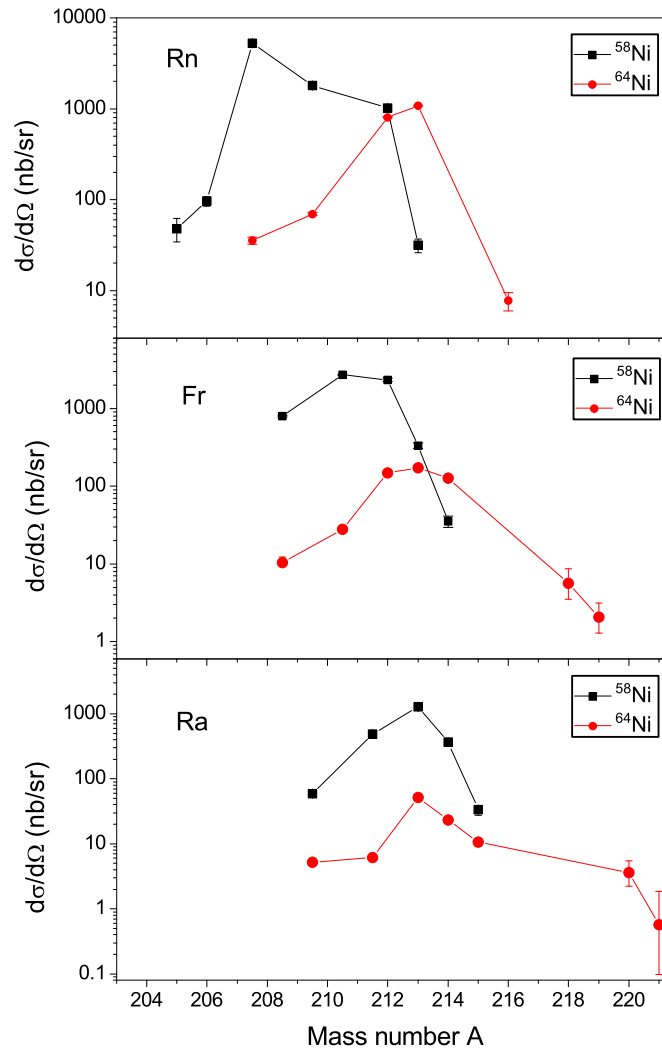 10000
1000
100
10
dσ/dΩ (nb/sr)
Rn
⁵⁸Ni
⁶⁴Ni
1000
100
10
1
dσ/dΩ (nb/sr)
Fr
⁵⁸Ni
⁶⁴Ni
1000
100
10
1
0.1
dσ/dΩ (nb/sr)
Ra
⁵⁸Ni
⁶⁴Ni
204 206 208 210 212 214 216 218 220
Mass number A